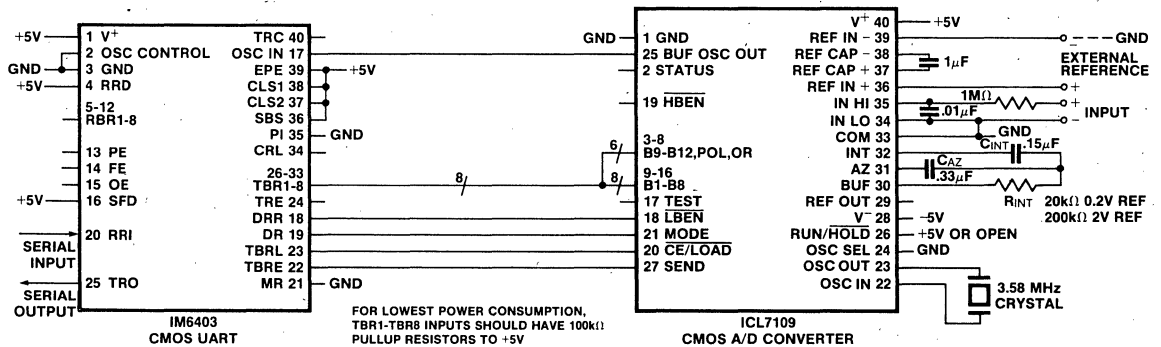 +5V 1 V+
2 OSC CONTROL
GND 3 GND
+5V 4 RRD
5-12
RBR1-8
13 PE
14 FE
15 OE
+5V 16 SFD
20 RRI
SERIAL
INPUT
25 TRO
SERIAL
OUTPUT
TRC 40
OSC IN 17
EPE 39 +5V
CLS1 38
CLS2 37
SBS 36
PI 35 GND
CRL 34
26-33
TBR1-8 8
TRE 24
DRR 18
DR 19
TBRL 23
TBRE 22
MR 21 GND
IM6403
CMOS UART
FOR LOWEST POWER CONSUMPTION,
TBR1-TBR8 INPUTS SHOULD HAVE 100kΩ
PULLUP RESISTORS TO +5V
GND 1 GND
25 BUF OSC OUT
2 STATUS
19 HBEN
3-8
6 B9-B12,POL,OR
9-16
8 B1-B8
17 TEST
18 LBEN
21 MODE
20 CE/LOAD
27 SEND
V+ 40 +5V
REF IN - 39 - GND
REF CAP - 38
REF CAP + 37 1µF
EXTERNAL
REFERENCE
REF IN + 36 +
IN HI 35 1MΩ +
.01µF INPUT
IN LO 34 -
COM 33 GND
INT 32 CINT .15µF
AZ 31 CAZ .33µF
BUF 30 RINT 20kΩ 0.2V REF
200kΩ 2V REF
REF OUT 29
V- 28 -5V
RUN/HOLD 26 +5V OR OPEN
OSC SEL 24 GND
OSC OUT 23
OSC IN 22
3.58 MHz
CRYSTAL
ICL7109
CMOS A/D CONVERTER